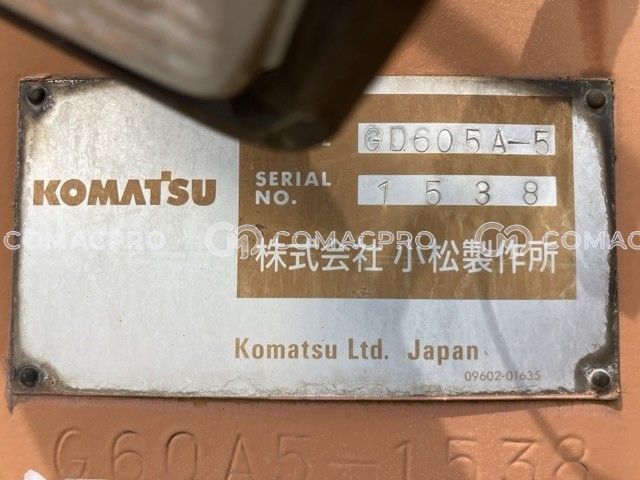 GD605A-5
KOMATSU
SERIAL
NO.
1538
COMACPRO COMACPRO COMACPRO
株式会社 小松製作所
Komatsu Ltd. Japan
09602-01635
G60A5-1538